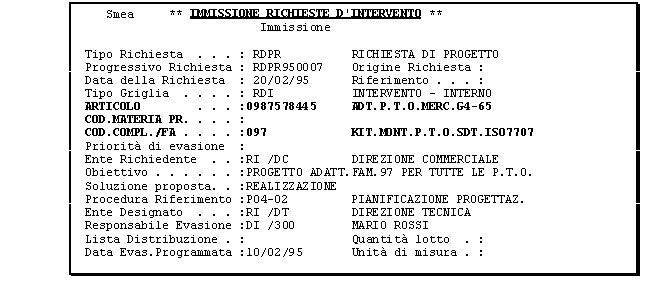 Smea ** IMMISSIONE RICHIESTE D'INTERVENTO **
Immissione
Tipo Richiesta . . . : RDPR RICHIESTA DI PROGETTO
Progressivo Richiesta : RDPR950007 Origine Richiesta :
Data della Richiesta : 20/02/95 Riferimento . . . :
Tipo Griglia . . . . : RDI INTERVENTO - INTERNO
ARTICOLO . . . :0987578445 ADT.P.T.O.MERC.G4-65
COD.MATERIA PR. . . . :
COD.COMPL./FA . . . . :097 KIT.MONT.P.T.O.SDT.ISO7707
Priorità di evasione :
Ente Richiedente . . :RI /DC DIREZIONE COMMERCIALE
Obiettivo . . . . . . :PROGETTO ADATT.FAM.97 PER TUTTE LE P.T.O.
Soluzione proposta. . :REALIZZAZIONE
Procedura Riferimento :P04-02 PIANIFICAZIONE PROGETTAZ.
Ente Designato . . . :RI /DT DIREZIONE TECNICA
Responsabile Evasione :DI /300 MARIO ROSSI
Lista Distribuzione . : Quantità lotto . :
Data Evas.Programmata :10/02/95 Unità di misura . :